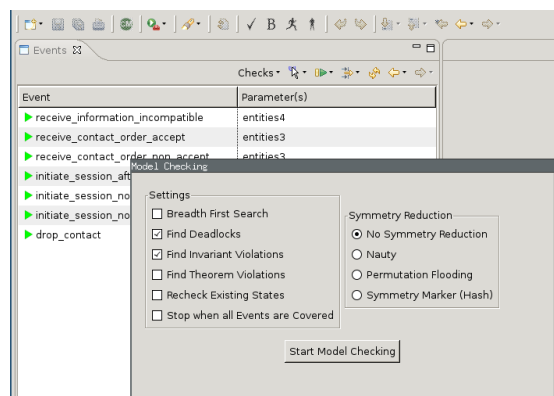 Events
Checks
Event Parameter(s)
receive_information_incompatible entities4
receive_contact_order_accept entities3
receive_contact_order_non_accept entities3
Model Checking
initiate_session_aft
initiate_session_no
initiate_session_no
drop_contact
Settings
Breadth First Search
Find Deadlocks
Find Invariant Violations
Find Theorem Violations
Recheck Existing States
Stop when all Events are Covered
Symmetry Reduction
No Symmetry Reduction
Nauty
Permutation Flooding
Symmetry Marker (Hash)
Start Model Checking